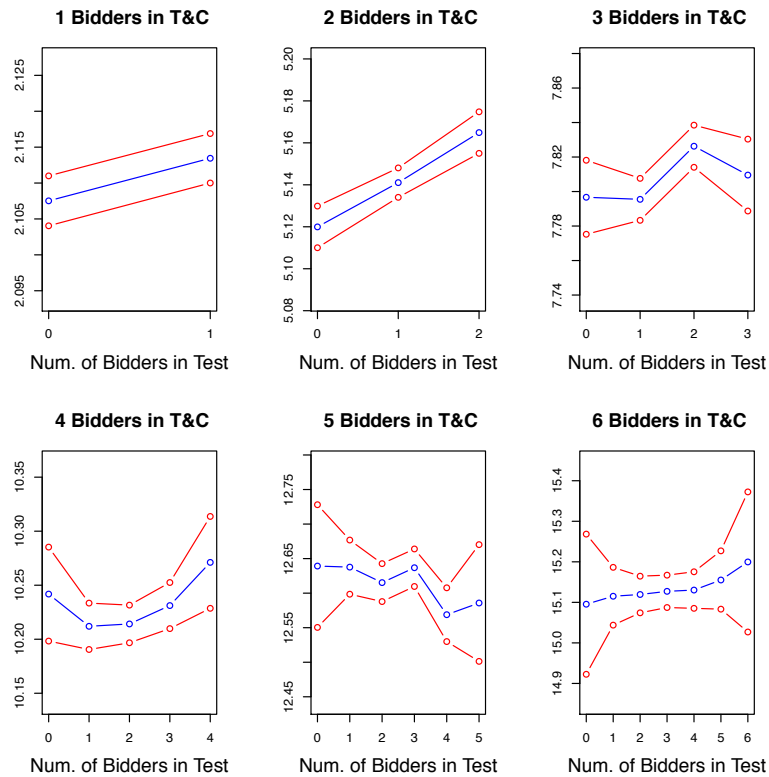 1 Bidders in T&C
2.095 2.105 2.115 2.125
0 1
Num. of Bidders in Test
2 Bidders in T&C
5.08 5.10 5.12 5.14 5.16 5.18 5.20
0 1 2
Num. of Bidders in Test
3 Bidders in T&C
7.74 7.78 7.82 7.86
0 1 2 3
Num. of Bidders in Test
4 Bidders in T&C
10.15 10.20 10.25 10.30 10.35
0 1 2 3 4
Num. of Bidders in Test
5 Bidders in T&C
12.45 12.55 12.65 12.75
0 1 2 3 4 5
Num. of Bidders in Test
6 Bidders in T&C
14.9 15.0 15.1 15.2 15.3 15.4
0 1 2 3 4 5 6
Num. of Bidders in Test